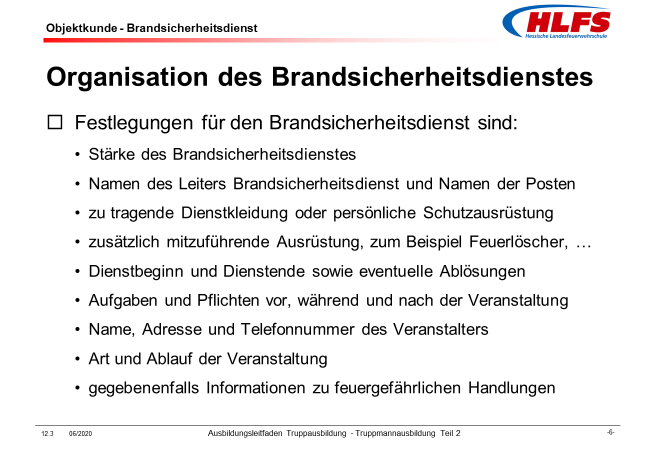 Objektkunde - Brandsicherheitsdienst
HLFS
Hessische Landesfeuerwehrschule
Organisation des Brandsicherheitsdienstes
Festlegungen für den Brandsicherheitsdienst sind:
• Stärke des Brandsicherheitsdienstes
• Namen des Leiters Brandsicherheitsdienst und Namen der Posten
• zu tragende Dienstkleidung oder persönliche Schutzausrüstung
• zusätzlich mitzuführende Ausrüstung, zum Beispiel Feuerlöscher, …
• Dienstbeginn und Dienstende sowie eventuelle Ablösungen
• Aufgaben und Pflichten vor, während und nach der Veranstaltung
• Name, Adresse und Telefonnummer des Veranstalters
• Art und Ablauf der Veranstaltung
• gegebenenfalls Informationen zu feuergefährlichen Handlungen
12.3 06/2020 Ausbildungsleitfaden Truppausbildung - Truppmannausbildung Teil 2 -6-